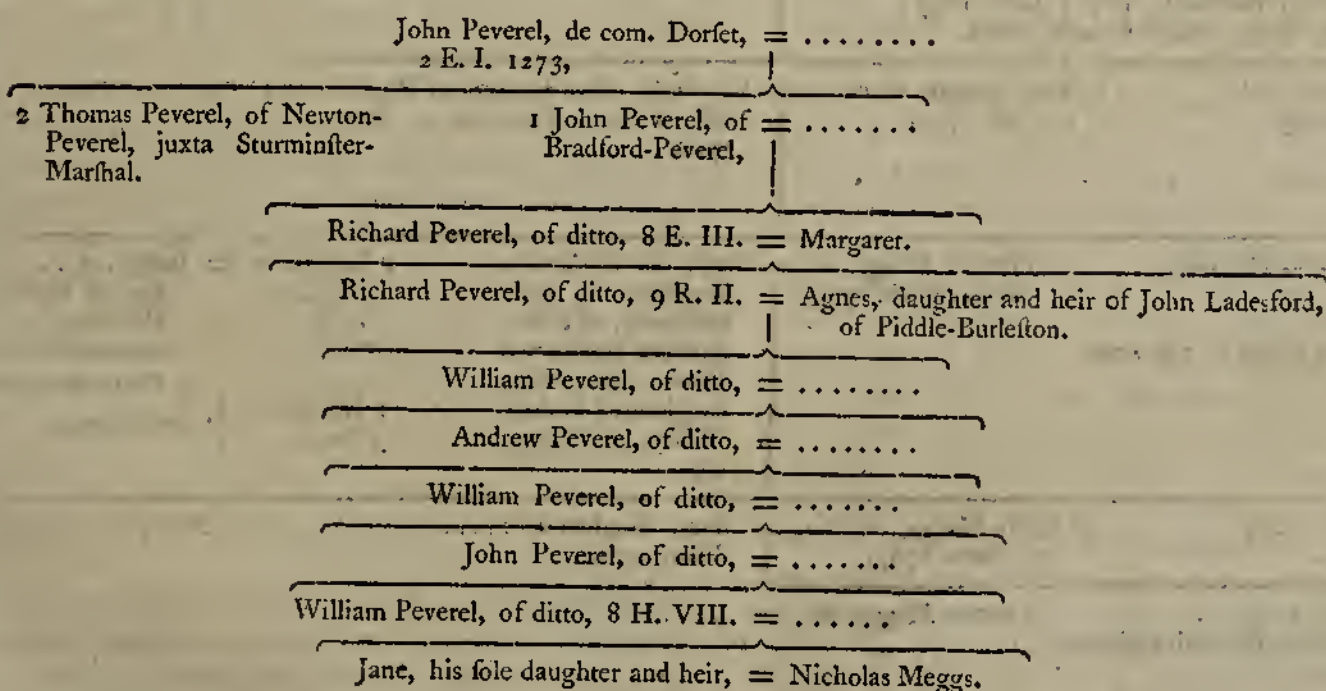 John Peverel, de com. Dorſet, = ........
2 E. I. 1273,
2 Thomas Peverel, of Newton-
Peverel, juxta Sturminſter-
Marſhal.
1 John Peverel, of = .......
Bradford-Peverel,
Richard Peverel, of ditto, 8 E. III. = Margaret.
Richard Peverel, of ditto, 9 R. II. = Agnes, daughter and heir of John Ladesford,
of Piddle-Burleſton.
William Peverel, of ditto, = ........
Andrew Peverel, of ditto, = ........
William Peverel, of ditto, = .......
John Peverel, of ditto, = .......
William Peverel, of ditto, 8 H. VIII. = ......
Jane, his ſole daughter and heir, = Nicholas Meggs.